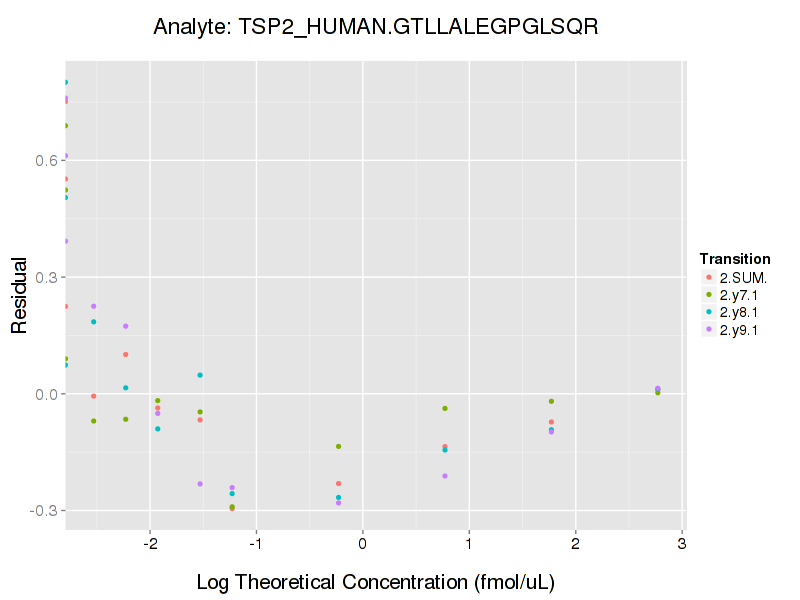 Analyte: TSP2_HUMAN.GTLLALEGPGLSQR
Residual
0.6
0.3
0.0
-0.3
-2
-1
0
1
2
3
Log Theoretical Concentration (fmol/uL)
Transition
2.SUM.
2.y7.1
2.y8.1
2.y9.1